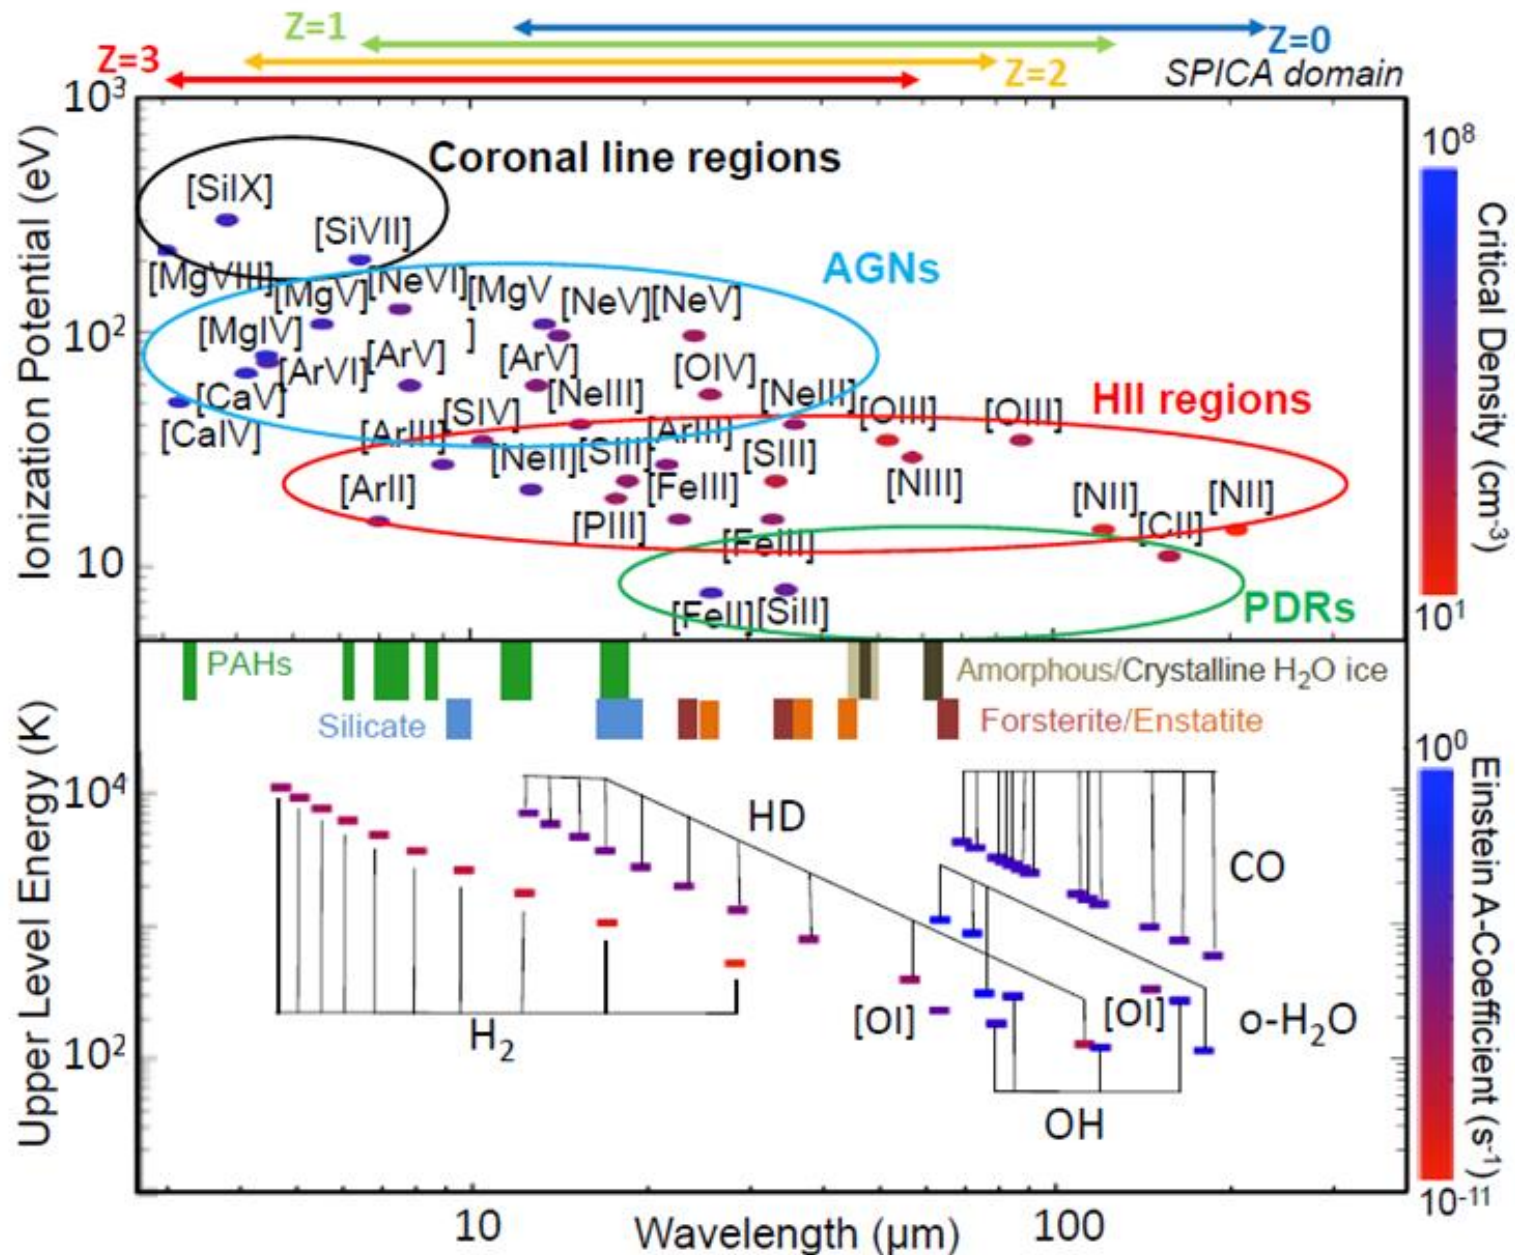 Z=1
Z=0
Z=3
Z=2
SPICA domain
10³
10²
10
Ionization Potential (eV)
Coronal line regions
[SiIX]
[SiVII]
[MgVIII]
[MgV]
[NeVI]
[MgV
]
[NeV]
[NeV]
AGNs
[MgIV]
[ArVI]
[ArV]
[ArV]
[OIV]
[CaV]
[CaIV]
[SIV]
[NeIII]
[NeIII]
[OIII]
[OIII]
HII regions
[ArIII]
[NeII]
[SIII]
[ArIII]
[SIII]
[NIII]
[ArII]
[PIII]
[FeIII]
[FeIII]
[NII]
[CII]
[NII]
[FeII]
[SiII]
PDRs
10⁸
Critical Density (cm⁻³)
10¹
PAHs
Amorphous/Crystalline H₂O ice
Silicate
Forsterite/Enstatite
Upper Level Energy (K)
10⁴
10²
HD
CO
[OI]
[OI]
o-H₂O
H₂
OH
10⁰
Einstein A-Coefficient (s⁻¹)
10⁻¹¹
10
Wavelength (µm)
100